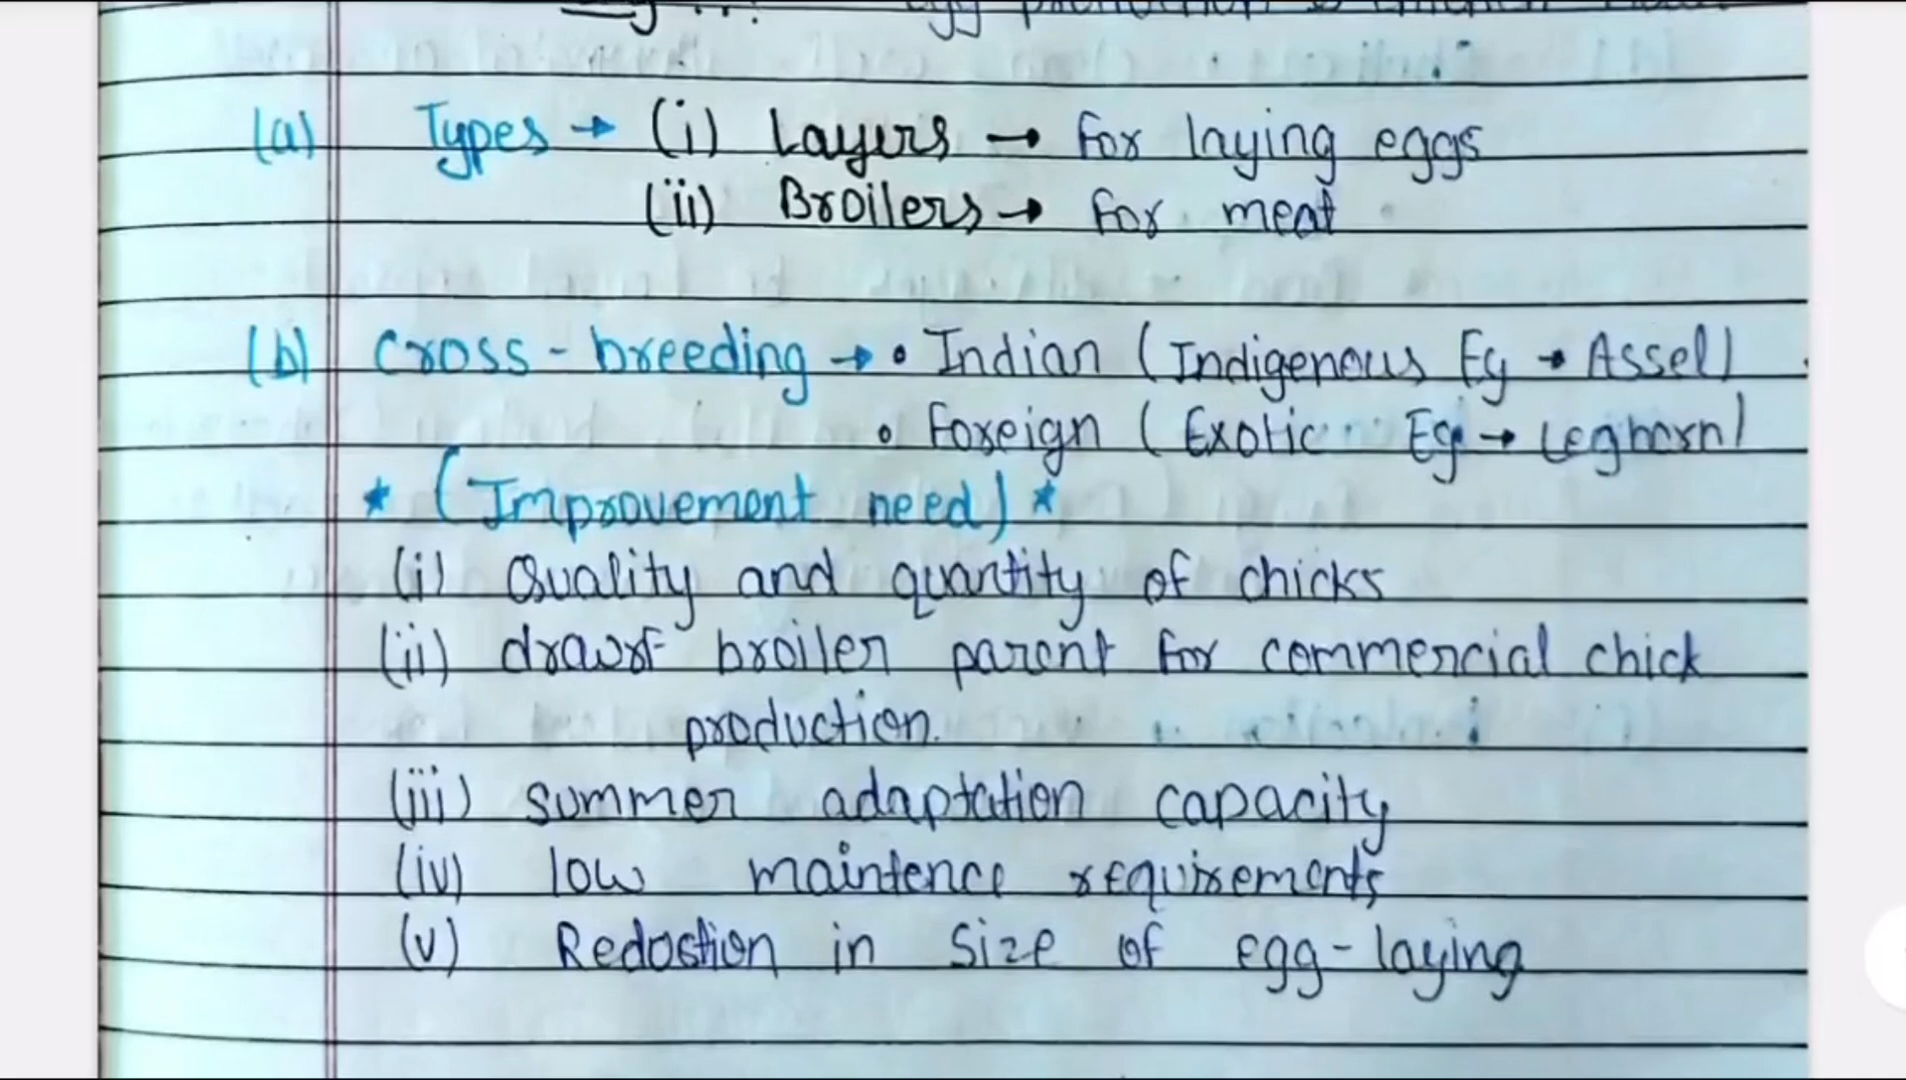 (a) Types → (i) Layers → For laying eggs
(ii) Broilers → For meat
(b) Cross-breeding → • Indian (Indigenous Eg → Assel)
• Foreign (Exotic Eg → Leghorn)
* (Improvement need) *
(i) Quality and quantity of chicks
(ii) drawrf broiler parent for commercial chick
production.
(iii) summer adaptation capacity
(iv) low maintence requirements
(v) Redostion in size of egg-laying